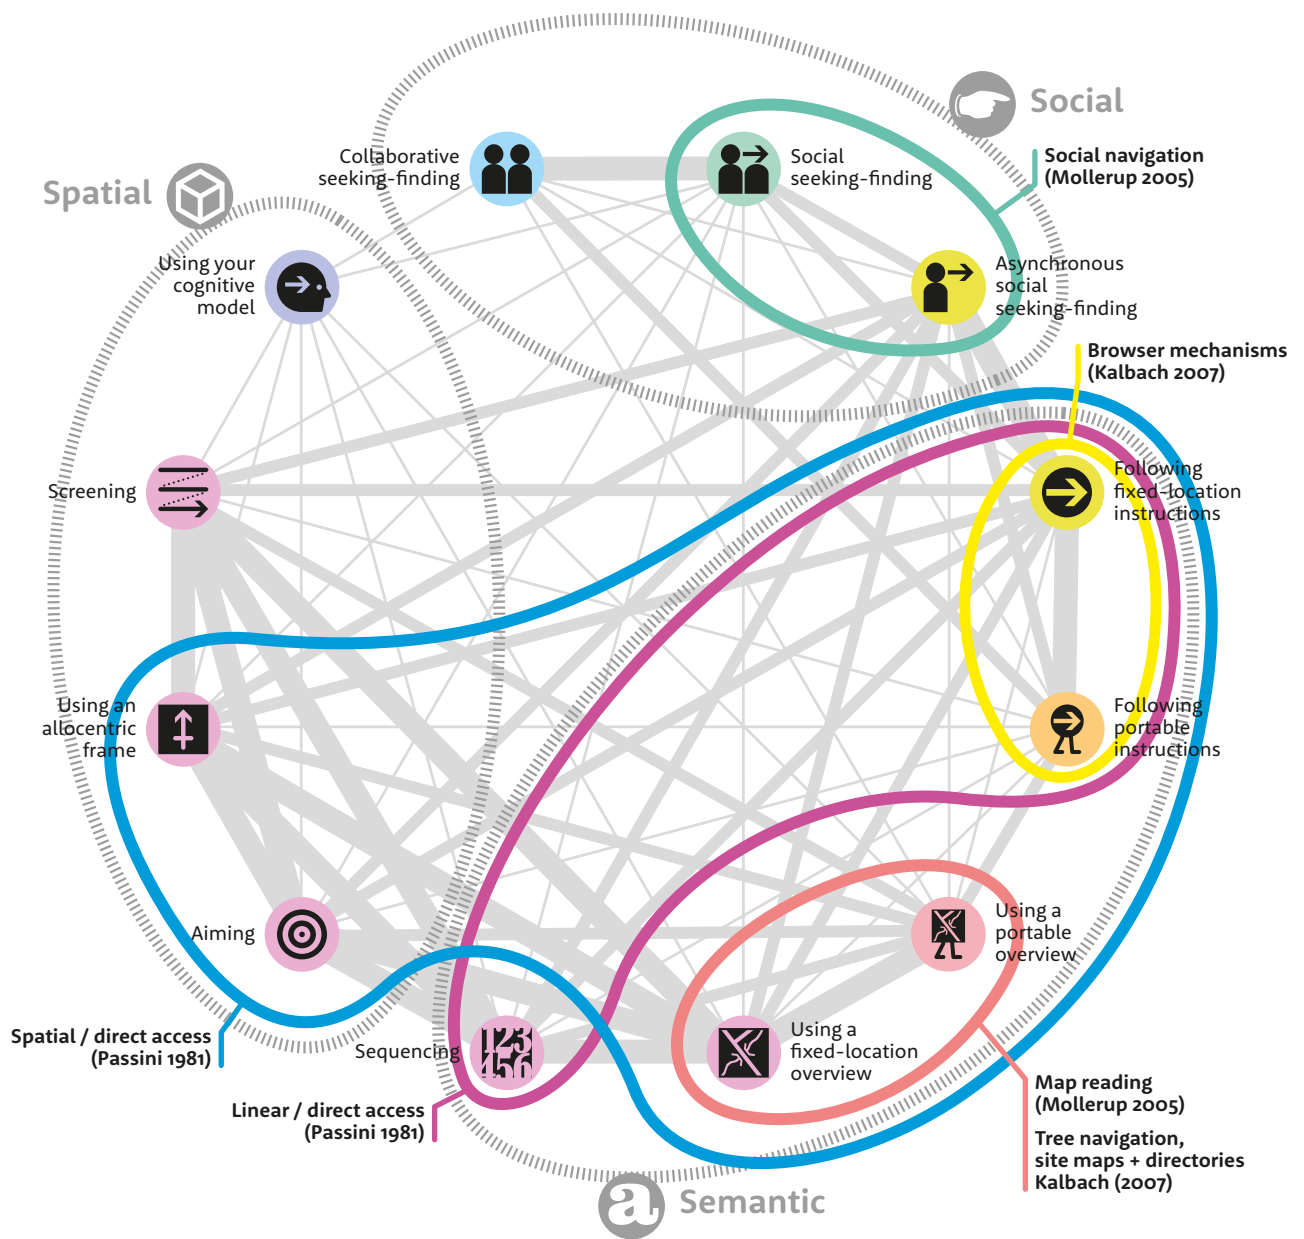 Social
Social navigation
(Mollerup 2005)
Collaborative
seeking-finding
Social
seeking-finding
Spatial
Using your
cognitive
model
Asynchronous
social
seeking-finding
Browser mechanisms
(Kalbach 2007)
Screening
Following
fixed-location
instructions
Using an
allocentric
frame
Following
portable
instructions
Aiming
Using a
portable
overview
Spatial / direct access
(Passini 1981)
Sequencing
123
456
Using a
fixed-location
overview
Linear / direct access
(Passini 1981)
Map reading
(Mollerup 2005)
Tree navigation,
site maps + directories
Kalbach (2007)
a
Semantic